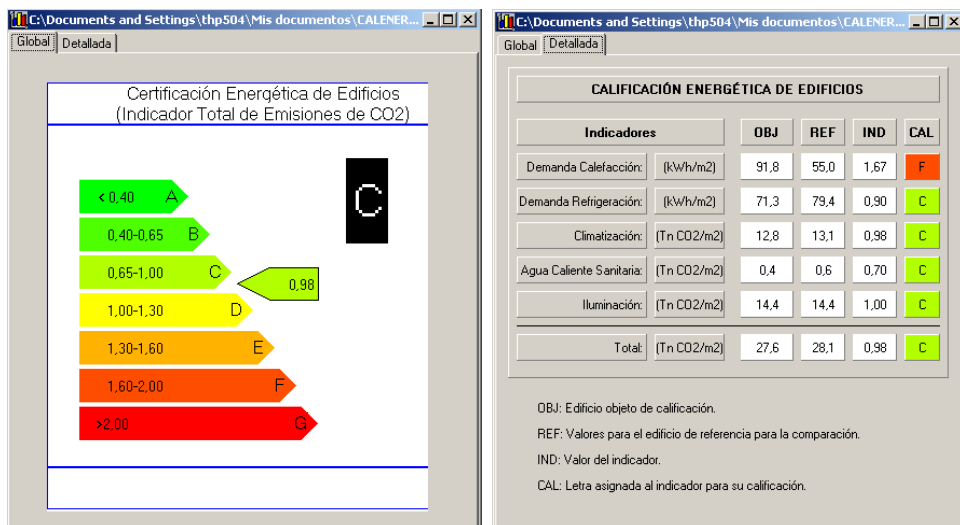 C:\Documents and Settings\thp504\Mis documentos\CALENER...
Global Detallada
Certificación Energética de Edificios
(Indicador Total de Emisiones de CO2)
C
< 0,40 A
0,40-0,65 B
0,65-1,00 C
0,98
1,00-1,30 D
1,30-1,60 E
1,60-2,00 F
>2,00 G
C:\Documents and Settings\thp504\Mis documentos\CALENER...
Global Detallada
CALIFICACIÓN ENERGÉTICA DE EDIFICIOS
Indicadores OBJ REF IND CAL
Demanda Calefacción: (kWh/m2) 91,8 55,0 1,67 F
Demanda Refrigeración: (kWh/m2) 71,3 79,4 0,90 C
Climatización: (Tn CO2/m2) 12,8 13,1 0,98 C
Agua Caliente Sanitaria: (Tn CO2/m2) 0,4 0,6 0,70 C
Iluminación: (Tn CO2/m2) 14,4 14,4 1,00 C
Total: (Tn CO2/m2) 27,6 28,1 0,98 C
OBJ: Edificio objeto de calificación.
REF: Valores para el edificio de referencia para la comparación.
IND: Valor del indicador.
CAL: Letra asignada al indicador para su calificación.